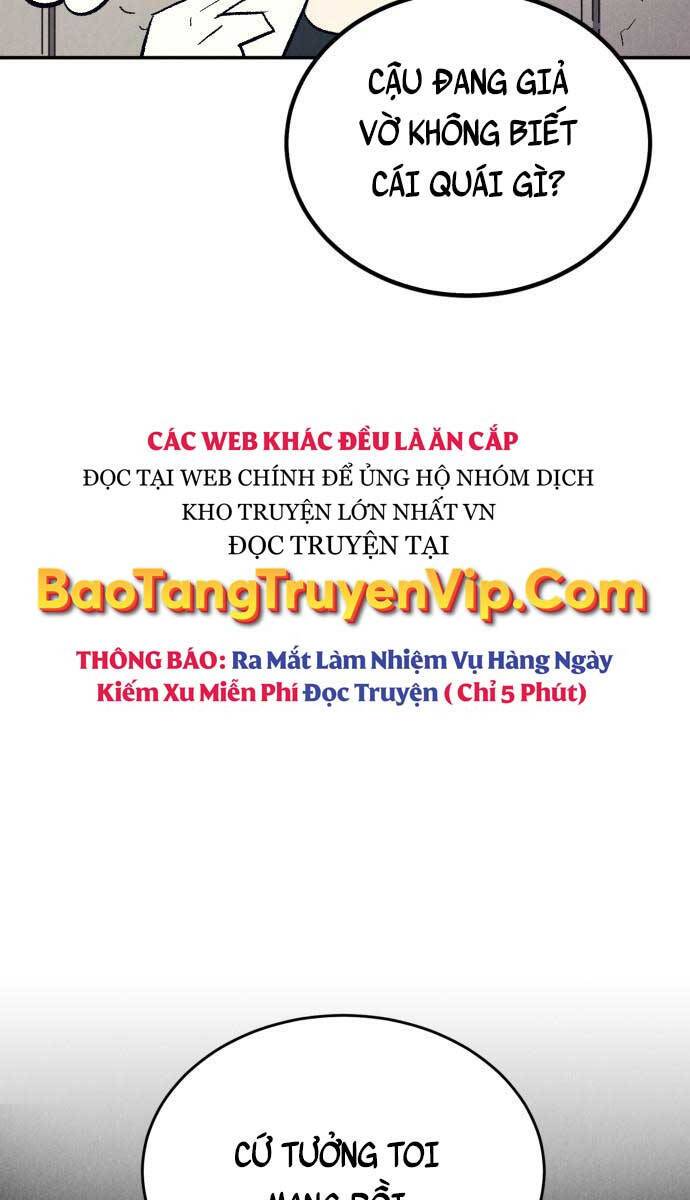 CẬU ĐANG GIẢ
VỜ KHÔNG BIẾT
CÁI QUÁI GÌ?
CÁC WEB KHÁC ĐỀU LÀ ĂN CẮP
ĐỌC TẠI WEB CHÍNH ĐỂ ỦNG HỘ NHÓM DỊCH
KHO TRUYỆN LỚN NHẤT VN
ĐỌC TRUYỆN TẠI
BaoTangTruyenVip.Com
THÔNG BÁO: Ra Mắt Làm Nhiệm Vụ Hàng Ngày
Kiếm Xu Miễn Phí Đọc Truyện ( Chỉ 5 Phút)
CỨ TƯỞNG TOI
MẠNG RỒI